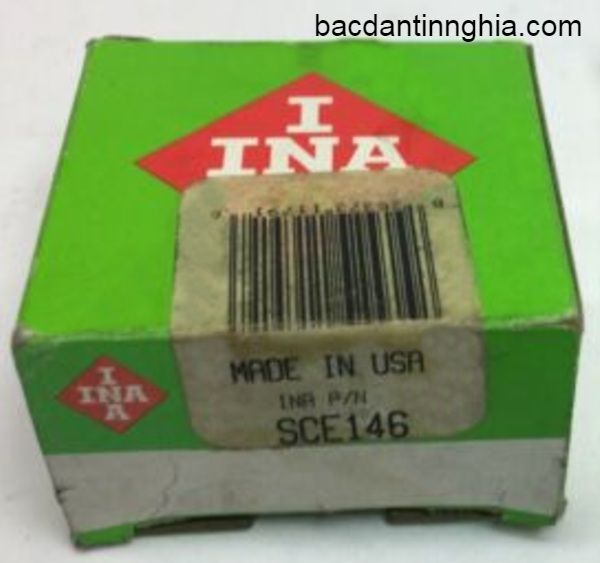 bacdantinnghia.com
I
INA
MADE IN USA
INA P/N
SCE146
I
INA
A